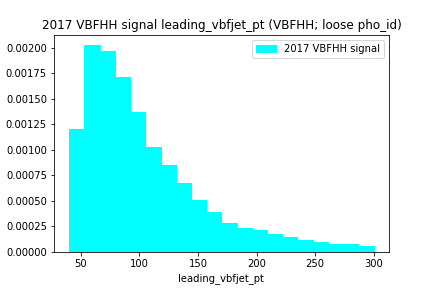 2017 VBFHH signal leading_vbfjet_pt (VBFHH; loose pho_id)
2017 VBFHH signal
0.00200
0.00175
0.00150
0.00125
0.00100
0.00075
0.00050
0.00025
0.00000
50 100 150 200 250 300
leading_vbfjet_pt